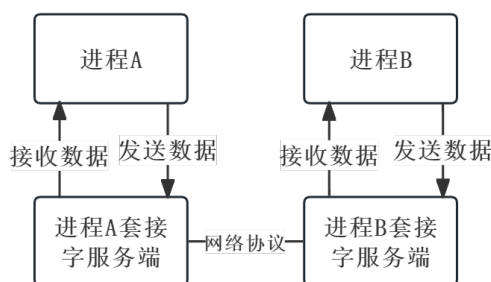 进程A
进程B
接收数据
发送数据
接收数据
发送数据
进程A套接
字服务端
网络协议
进程B套接
字服务端